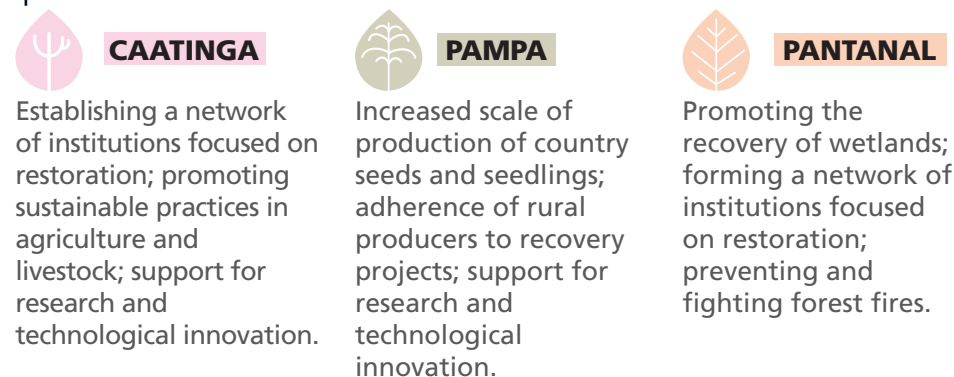 CAATINGA
Establishing a network
of institutions focused on
restoration; promoting
sustainable practices in
agriculture and
livestock; support for
research and
technological innovation.
PAMPA
Increased scale of
production of country
seeds and seedlings;
adherence of rural
producers to recovery
projects; support for
research and
technological
innovation.
PANTANAL
Promoting the
recovery of wetlands;
forming a network of
institutions focused
on restoration;
preventing and
fighting forest fires.